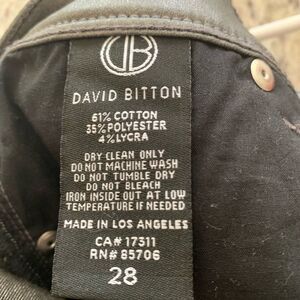 DB
DAVID BITTON
61% COTTON
35% POLYESTER
4% LYCRA
DRY CLEAN ONLY
DO NOT MACHINE WASH
DO NOT TUMBLE DRY
DO NOT BLEACH
IRON INSIDE OUT AT LOW
TEMPERATURE IF NEEDED
MADE IN LOS ANGELES
CA# 17311
RN# 85706
28